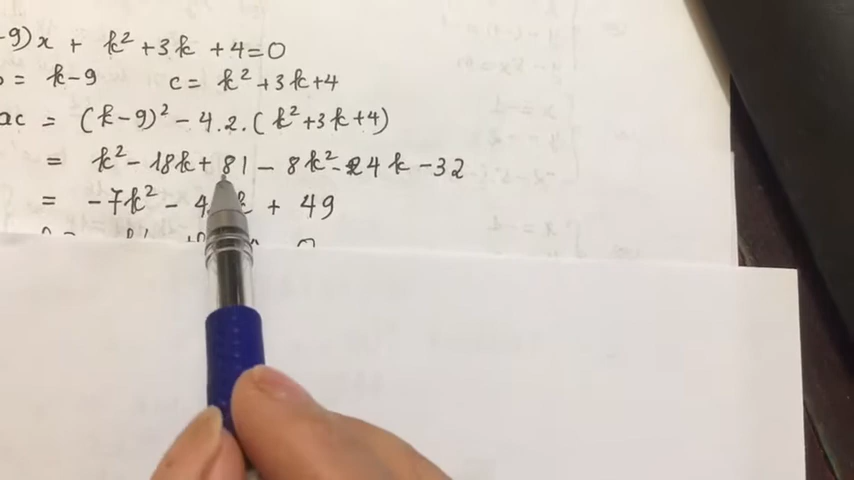 -9)x + k² + 3k + 4 = 0
= k - 9 c = k² + 3k + 4
ac = (k - 9)² - 4.2.(k² + 3k + 4)
= k² - 18k + 81 - 8k² - 24k - 32
= -7k² - 4 k + 49